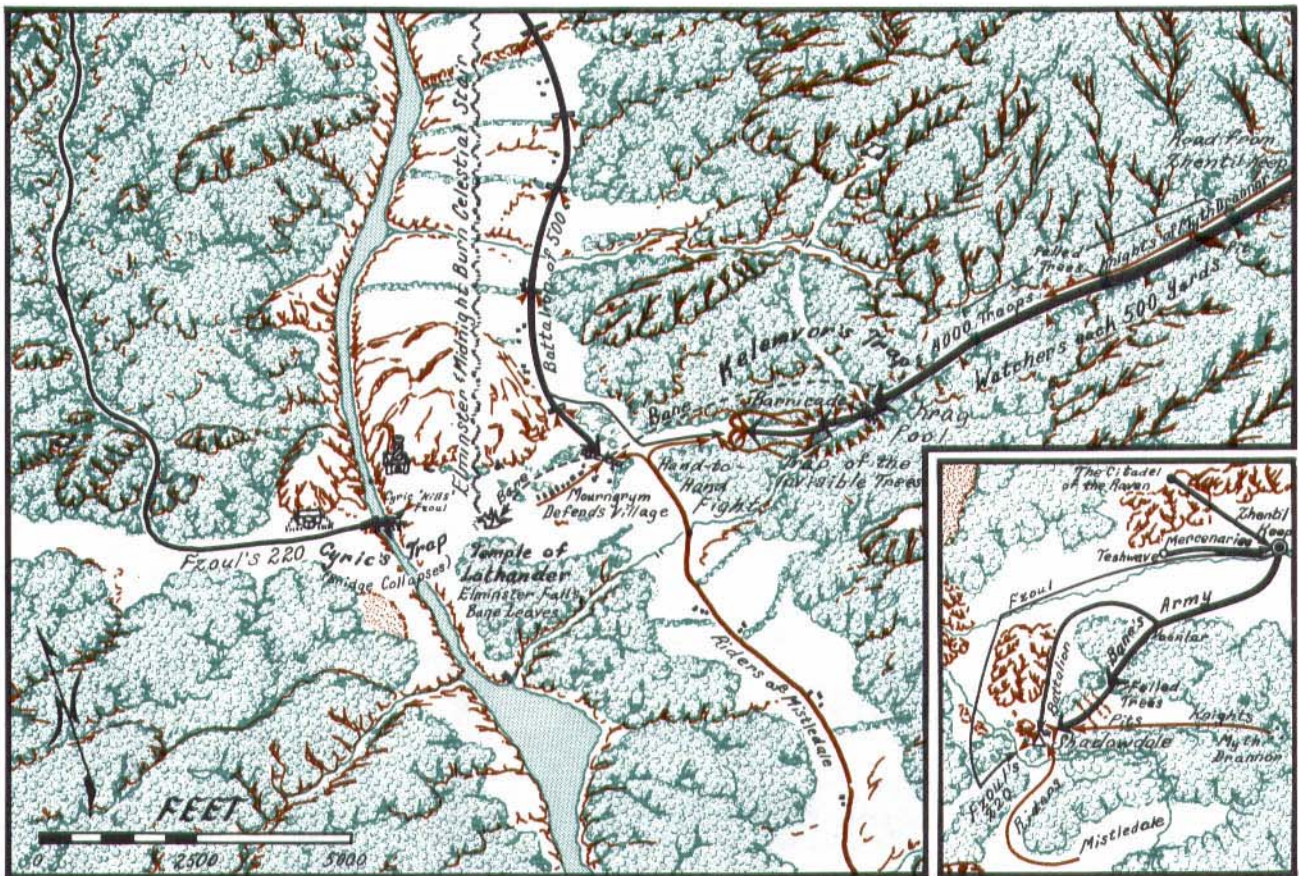 Elminster & Midnight Burn Celestial Stair
Battalion of 500
Road from
Zhentil Keep
Knights of Myth Drannor
Felled
Trees
4000 Troops
Watchers each 500 yards
Kelemvor's Trap
Bane
Barricade
Krag
Pool
Trap of the
Invisible Trees
Hand-to-
Hand
Fight
Bane
Mourngrym
Defends Village
Cyric "Kills"
Fzoul
Fzoul's 220
Cyric's Trap
(Bridge Collapses)
Temple of
Lathander
Elminster Falls
Bane Leaves
Riders of Mistledale
N
FEET
0
2500
5000
The Citadel
of the Raven
Zhentil
Keep
Mercenaries
Teshwave
Fzoul
Bane's Army
Voonlar
Battalion
Felled
Trees
Pits
Knights
Shadowdale
Myth
Drannor
Fzoul's
220
Riders
Mistledale